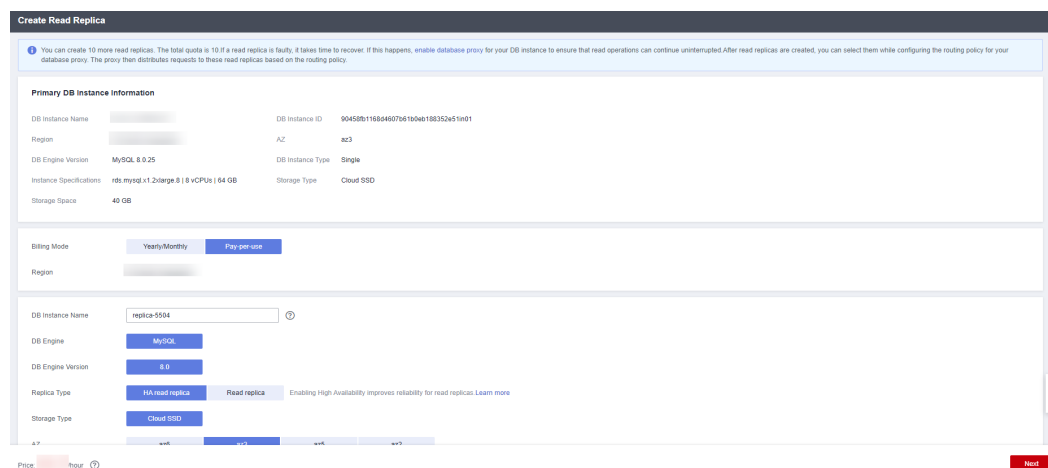 Create Read Replica
You can create 10 more read replicas. The total quota is 10.If a read replica is faulty, it takes time to recover. If this happens, enable database proxy for your DB instance to ensure that read operations can continue uninterrupted.After read replicas are created, you can select them while configuring the routing policy for your
database proxy. The proxy then distributes requests to these read replicas based on the routing policy.
Primary DB Instance Information
DB Instance Name
DB Instance ID 90458fb1168d4607b61b0eb188352e51in01
Region
AZ az3
DB Engine Version MySQL 8.0.25
DB Instance Type Single
Instance Specifications rds.mysql.x1.2xlarge.8 | 8 vCPUs | 64 GB
Storage Type Cloud SSD
Storage Space 40 GB
Billing Mode Yearly/Monthly Pay-per-use
Region
DB Instance Name replica-5504
DB Engine MySQL
DB Engine Version 8.0
Replica Type HA read replica Read replica Enabling High Availability improves reliability for read replicas.Learn more
Storage Type Cloud SSD
AZ az6 az3 az5 az2
Price: /hour Next